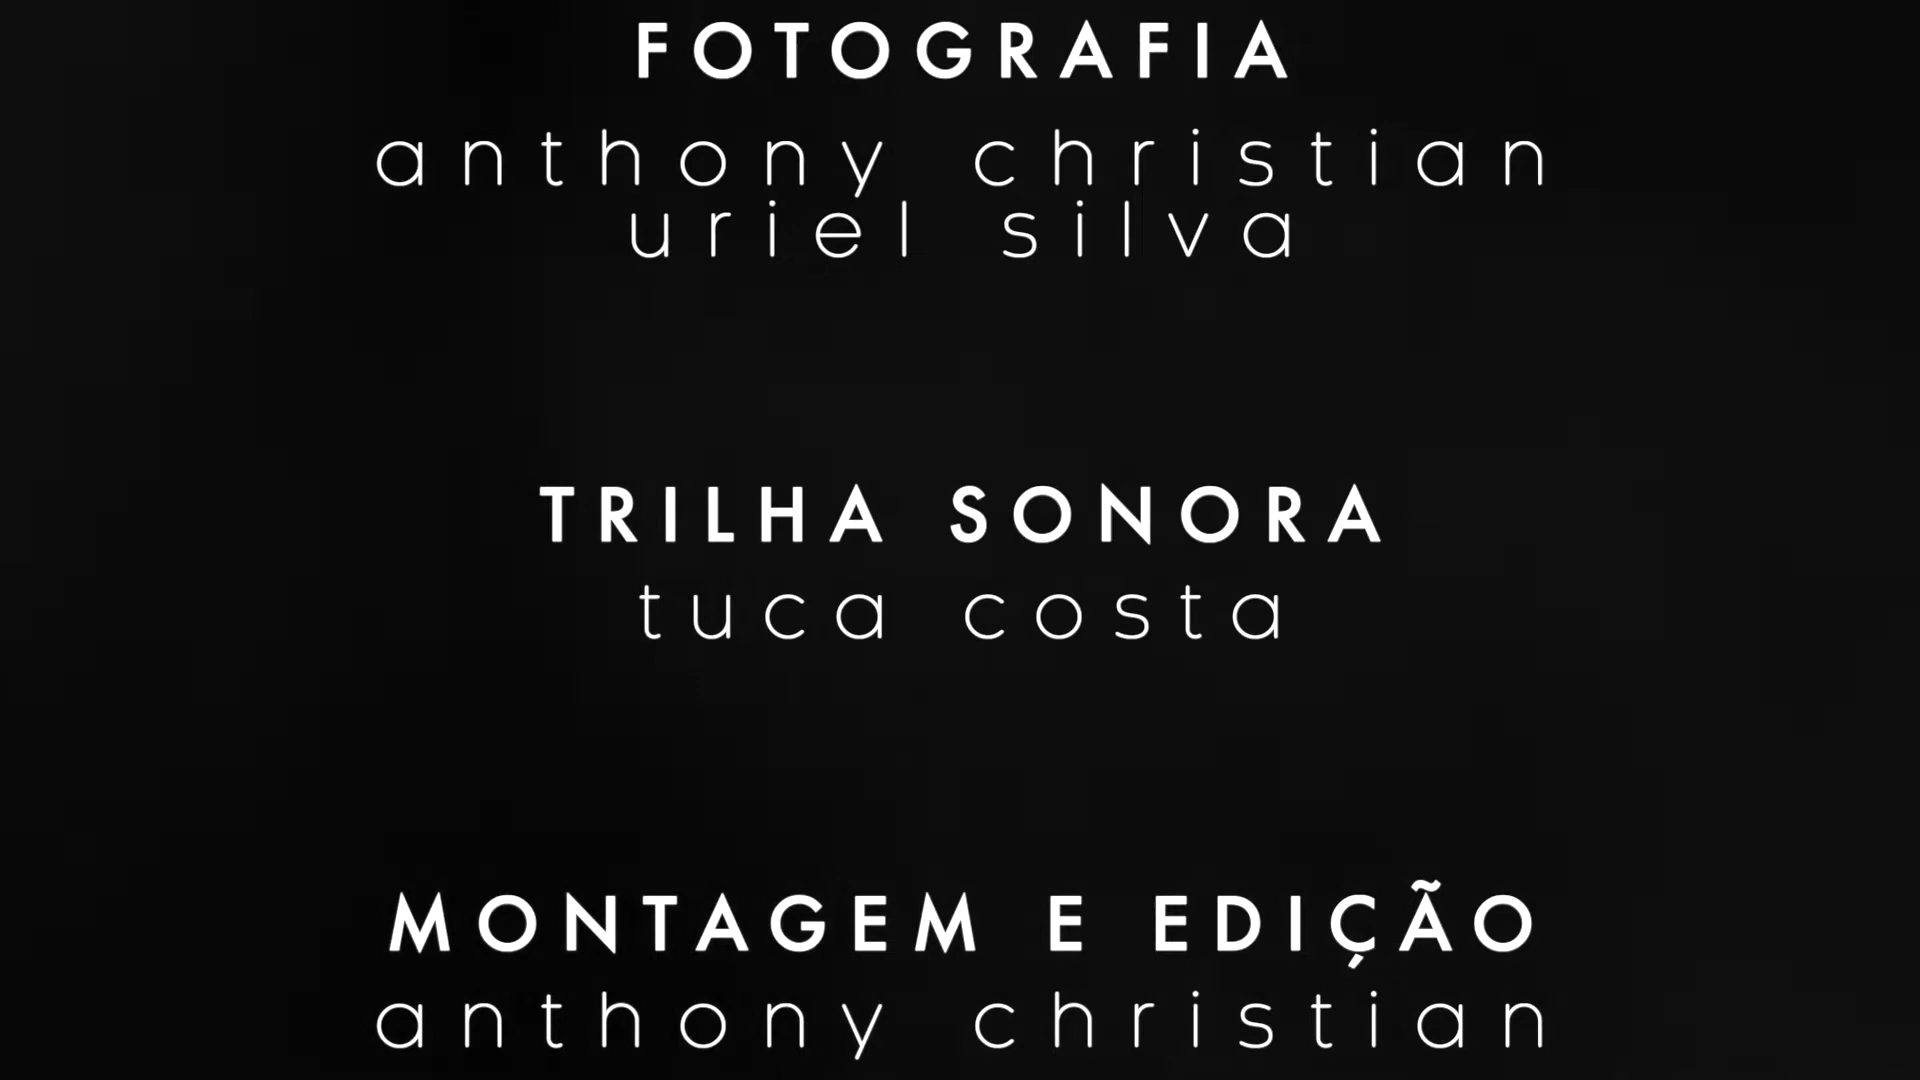 FOTOGRAFIA
anthony christian
uriel silva
TRILHA SONORA
tuca costa
MONTAGEM E EDIÇÃO
anthony christian